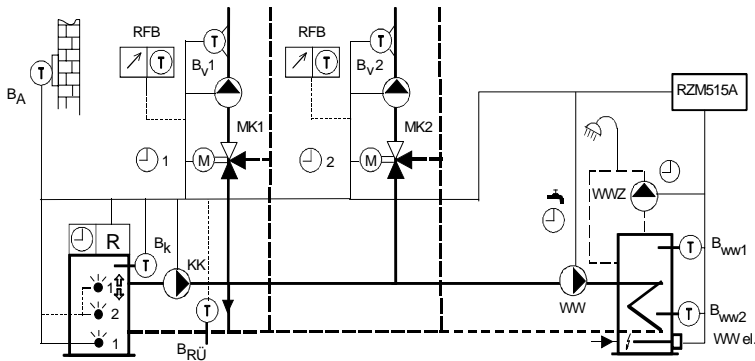 RFB
RFB
T
T
T
T
T
B_V1
B_V2
B_A
RZM515A
MK1
MK2
1
M
2
M
WWZ
R
B_k
T
KK
T
WW
T
B_ww1
1
2
T
B_ww2
1
B_RÜ
WW el.